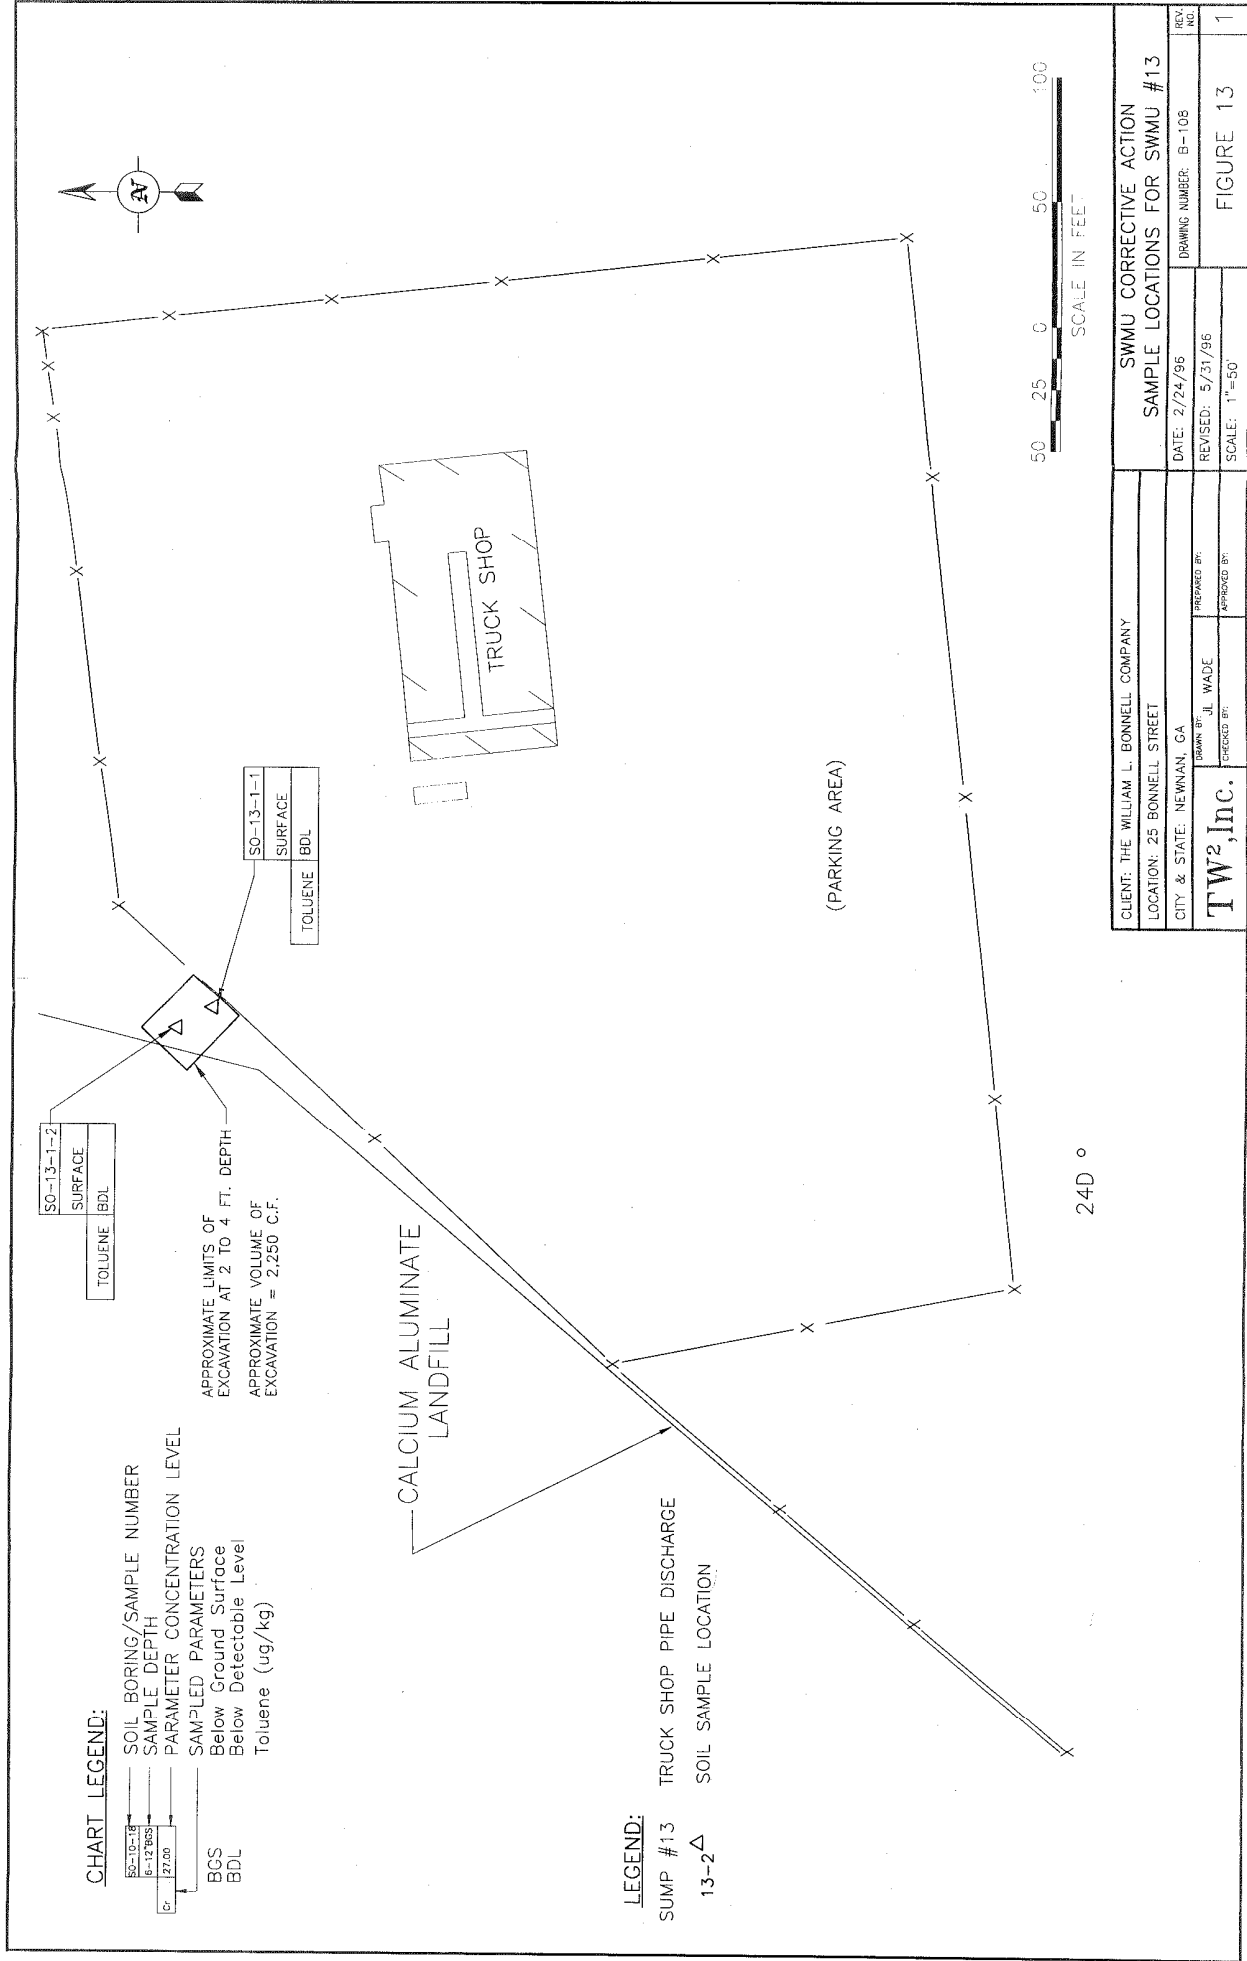 CHART LEGEND:
SO-10-18
SOIL BORING/SAMPLE NUMBER
6-12"BGS
SAMPLE DEPTH
Cr 27.00
PARAMETER CONCENTRATION LEVEL
SAMPLED PARAMETERS
BGS Below Ground Surface
BDL Below Detectable Level
Toluene (ug/kg)
SO-13-1-2
SURFACE
TOLUENE BDL
APPROXIMATE LIMITS OF
EXCAVATION AT 2 TO 4 FT. DEPTH
APPROXIMATE VOLUME OF
EXCAVATION = 2,250 C.F.
SO-13-1-1
SURFACE
TOLUENE BDL
N
CALCIUM ALUMINATE
LANDFILL
TRUCK SHOP
(PARKING AREA)
LEGEND:
SUMP #13 TRUCK SHOP PIPE DISCHARGE
13-2 SOIL SAMPLE LOCATION
24D
50 25 0 50 100
SCALE IN FEET
CLIENT: THE WILLIAM L. BONNELL COMPANY
LOCATION: 25 BONNELL STREET
CITY & STATE: NEWNAN, GA
TW²,Inc.
DRAWN BY: JL WADE
PREPARED BY:
CHECKED BY:
APPROVED BY:
SWMU CORRECTIVE ACTION
SAMPLE LOCATIONS FOR SWMU #13
DATE: 2/24/96
REVISED: 5/31/96
SCALE: 1"=50'
DRAWING NUMBER: B-108
FIGURE 13
REV. NO.
1